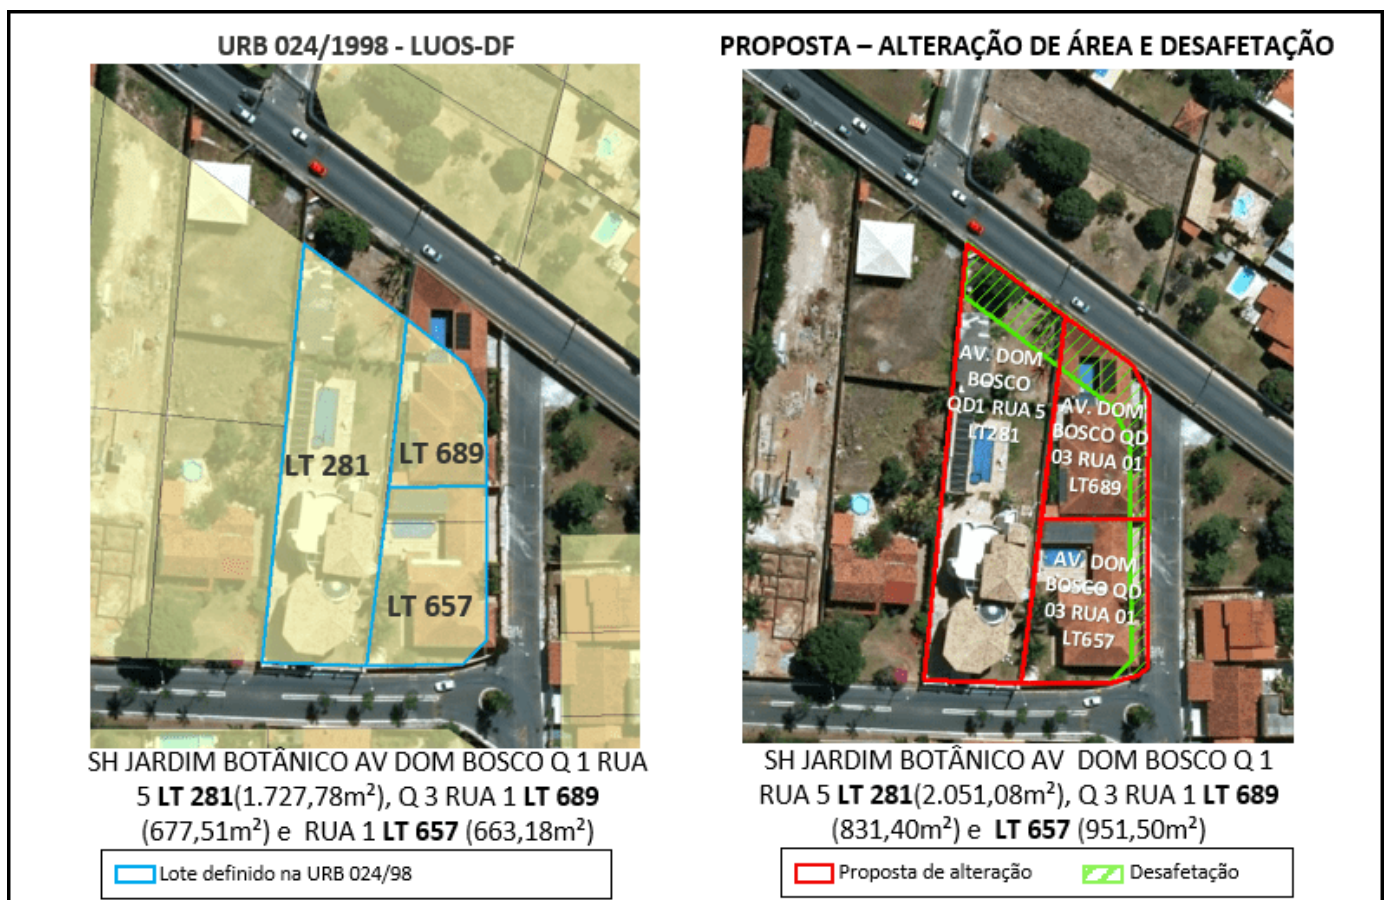 URB 024/1998 - LUOS-DF
LT 281
LT 689
LT 657
SH JARDIM BOTÂNICO AV DOM BOSCO Q 1 RUA
5 LT 281(1.727,78m²), Q 3 RUA 1 LT 689
(677,51m²) e RUA 1 LT 657 (663,18m²)
Lote definido na URB 024/98
PROPOSTA – ALTERAÇÃO DE ÁREA E DESAFETAÇÃO
AV. DOM
BOSCO
QD1 RUA 5
LT281
AV. DOM
BOSCO QD
03 RUA 01
LT689
AV. DOM
BOSCO QD
03 RUA 01
LT657
SH JARDIM BOTÂNICO AV DOM BOSCO Q 1
RUA 5 LT 281(2.051,08m²), Q 3 RUA 1 LT 689
(831,40m²) e LT 657 (951,50m²)
Proposta de alteração
Desafetação